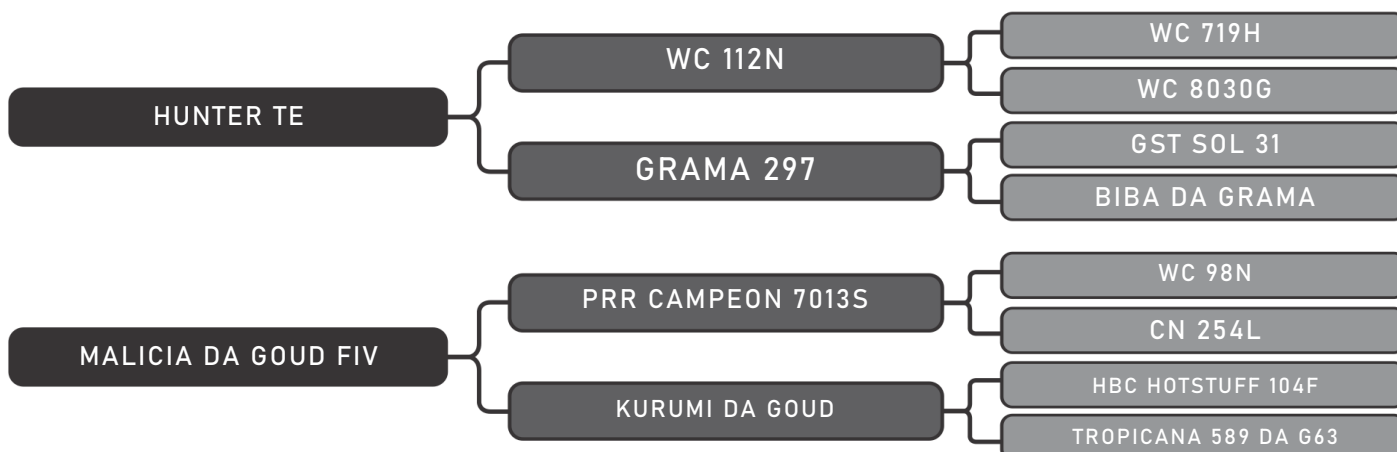 WC 719H
WC 112N
WC 8030G
HUNTER TE
GST SOL 31
GRAMA 297
BIBA DA GRAMA
WC 98N
PRR CAMPEON 7013S
CN 254L
MALICIA DA GOUD FIV
HBC HOTSTUFF 104F
KURUMI DA GOUD
TROPICANA 589 DA G63